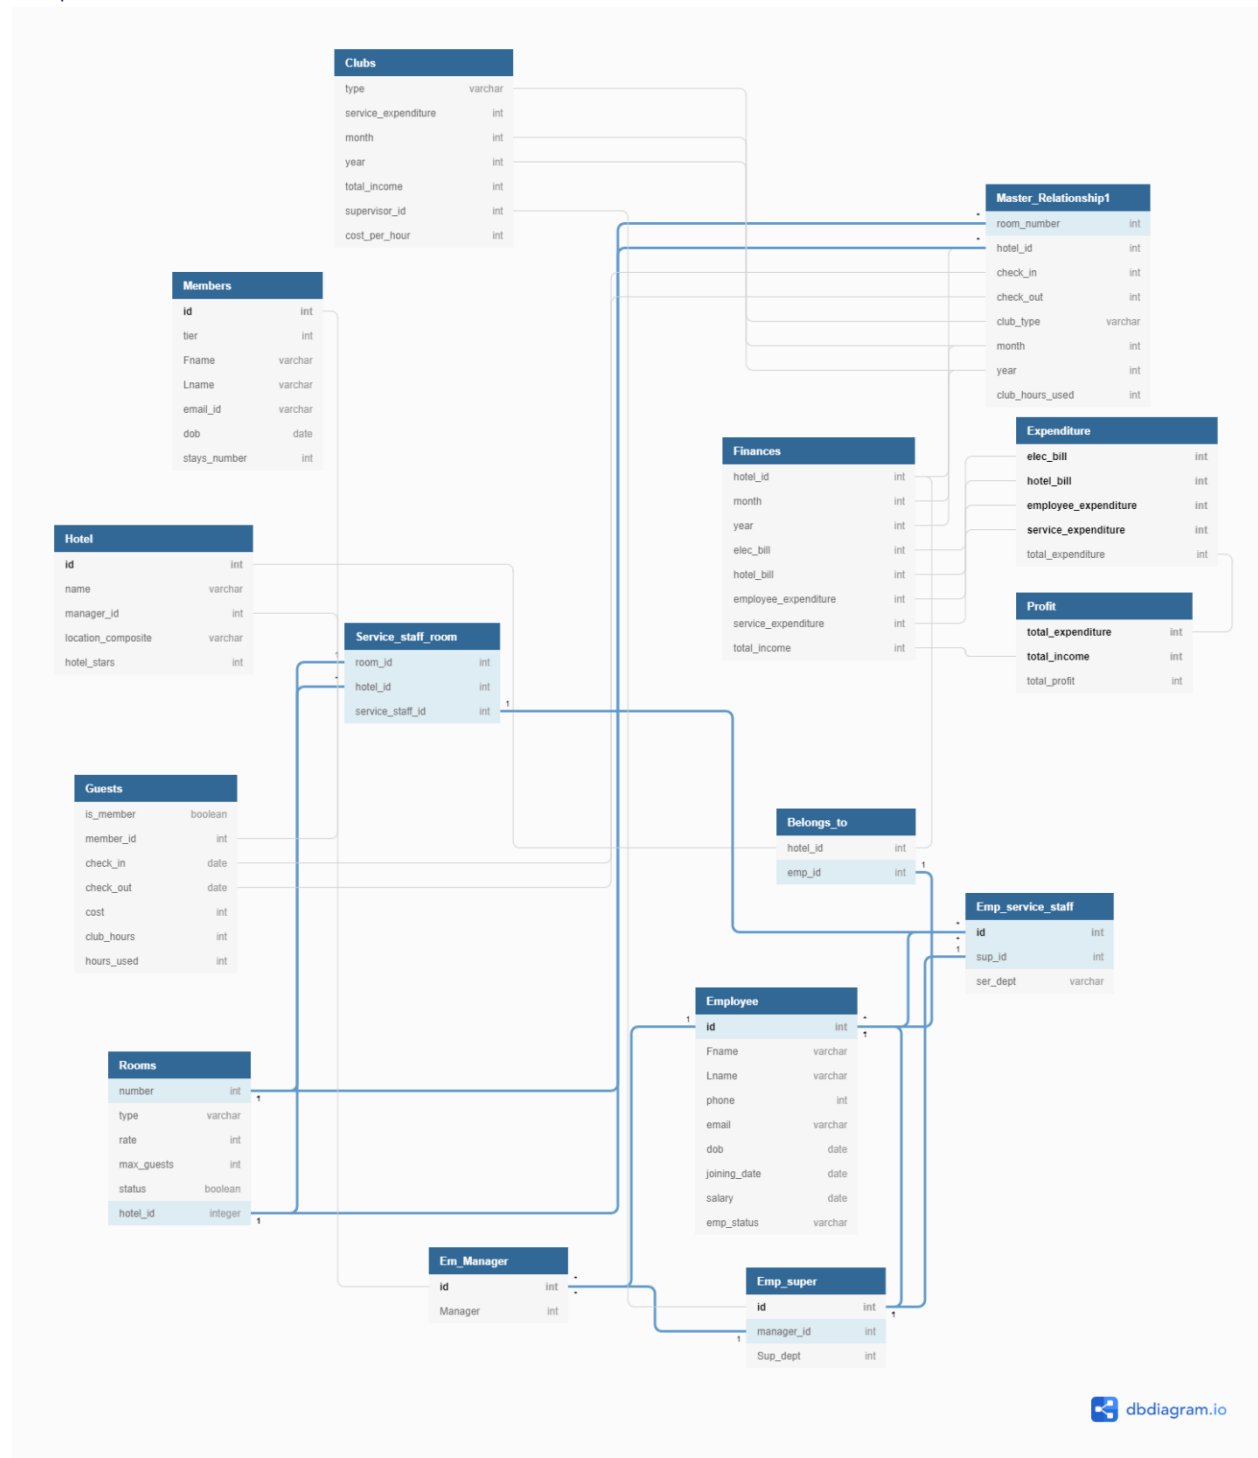 Clubs
type varchar
service_expenditure int
month int
year int
total_income int
supervisor_id int
cost_per_hour int
Master_Relationship1
room_number int
hotel_id int
check_in int
check_out int
club_type varchar
month int
year int
club_hours_used int
Members
id int
tier int
Fname varchar
Lname varchar
email_id varchar
dob date
stays_number int
Expenditure
elec_bill int
hotel_bill int
employee_expenditure int
service_expenditure int
total_expenditure int
Finances
hotel_id int
month int
year int
elec_bill int
hotel_bill int
employee_expenditure int
service_expenditure int
total_income int
Hotel
id int
name varchar
manager_id int
location_composite varchar
hotel_stars int
Profit
total_expenditure int
total_income int
total_profit int
Service_staff_room
room_id int
hotel_id int
service_staff_id int
1
Guests
is_member boolean
member_id int
check_in date
check_out date
cost int
club_hours int
hours_used int
Belongs_to
hotel_id int
emp_id int
1
Emp_service_staff
* id int
*
1 sup_id int
ser_dept varchar
Employee
1 id int *
1
Fname varchar
Lname varchar
phone int
email varchar
dob date
joining_date date
salary date
emp_status varchar
Rooms
number int
1
type varchar
rate int
max_guests int
status boolean
hotel_id integer
1
Em_Manager
id int *
*
Manager int
Emp_super
id int
1
manager_id int
1
Sup_dept int
dbdiagram.io